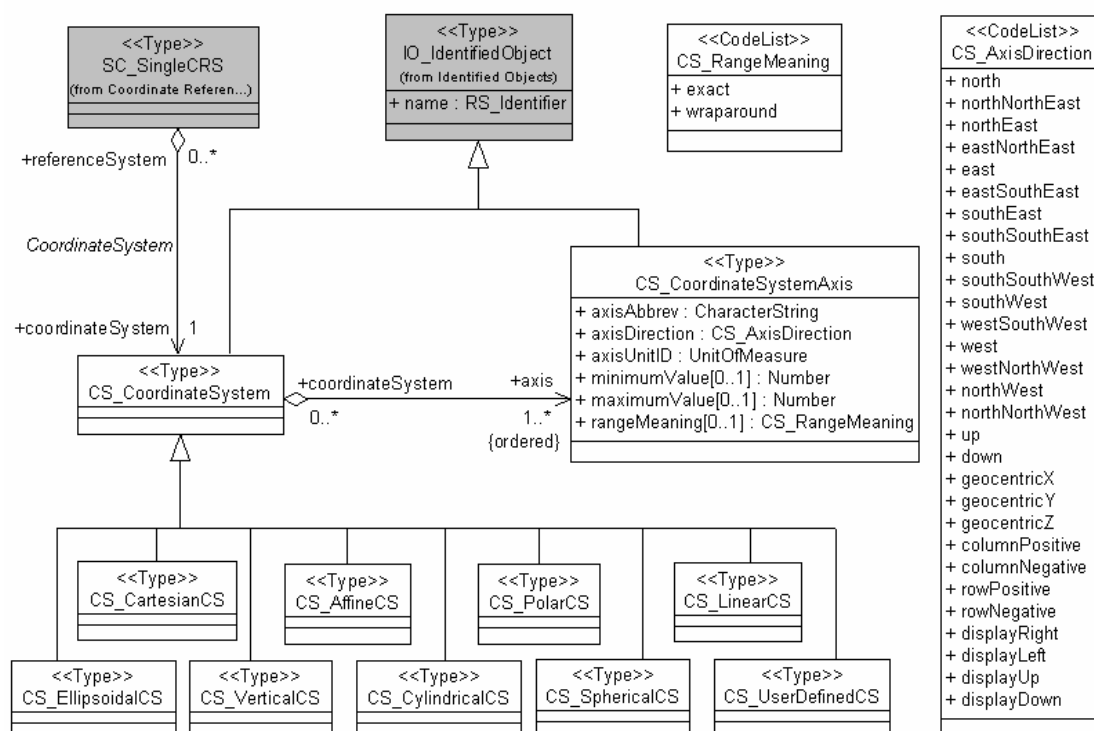 <<Type>>
SC_SingleCRS
(from Coordinate Referen...)
<<Type>>
IO_IdentifiedObject
(from Identified Objects)
+ name : RS_Identifier
<<CodeList>>
CS_RangeMeaning
+ exact
+ wraparound
<<CodeList>>
CS_AxisDirection
+ north
+ northNorthEast
+ northEast
+ eastNorthEast
+ east
+ eastSouthEast
+ southEast
+ southSouthEast
+ south
+ southSouthWest
+ southWest
+ westSouthWest
+ west
+ westNorthWest
+ northWest
+ northNorthWest
+ up
+ down
+ geocentricX
+ geocentricY
+ geocentricZ
+ columnPositive
+ columnNegative
+ rowPositive
+ rowNegative
+ displayRight
+ displayLeft
+ displayUp
+ displayDown
+referenceSystem
0..*
CoordinateSystem
+coordinateSystem
1
<<Type>>
CS_CoordinateSystem
+coordinateSystem
0..*
+axis
1..*
{ordered}
<<Type>>
CS_CoordinateSystemAxis
+ axisAbbrev : CharacterString
+ axisDirection : CS_AxisDirection
+ axisUnitID : UnitOfMeasure
+ minimumValue[0..1] : Number
+ maximumValue[0..1] : Number
+ rangeMeaning[0..1] : CS_RangeMeaning
<<Type>>
CS_CartesianCS
<<Type>>
CS_AffineCS
<<Type>>
CS_PolarCS
<<Type>>
CS_LinearCS
<<Type>>
CS_EllipsoidalCS
<<Type>>
CS_VerticalCS
<<Type>>
CS_CylindricalCS
<<Type>>
CS_SphericalCS
<<Type>>
CS_UserDefinedCS